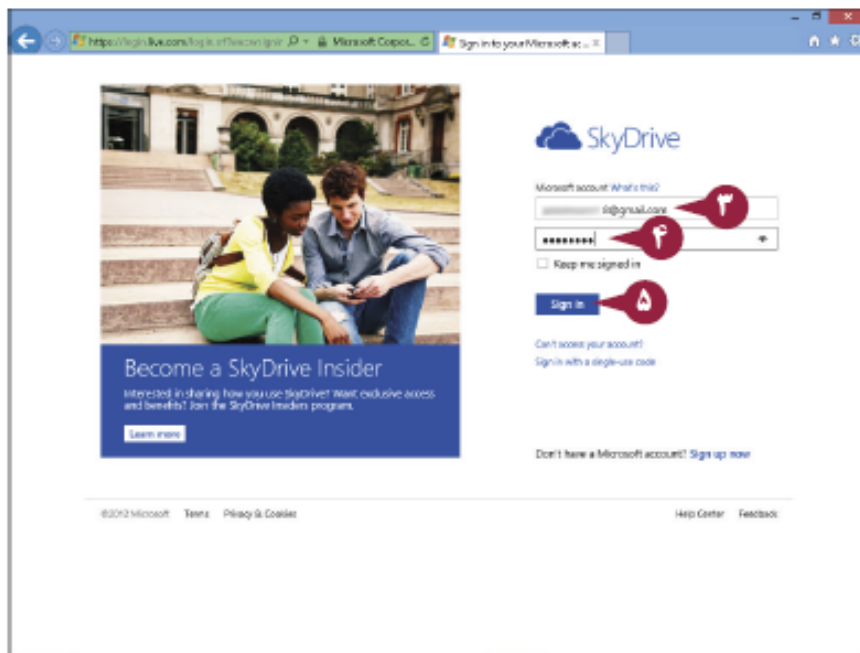 https://login.live.com/login.srf?wa=wsignir
Microsoft Corpor...
Sign in to your Microsoft ac...
SkyDrive
Microsoft account What's this?
8@gmail.com
۳
۴
Keep me signed in
Sign in
۵
Can't access your account?
Sign in with a single-use code
Become a SkyDrive Insider
Interested in sharing how you use SkyDrive? Want exclusive access
and benefits? Join the SkyDrive Insiders program.
Learn more
Don't have a Microsoft account? Sign up now
©2012 Microsoft Terms Privacy & Cookies
Help Center Feedback